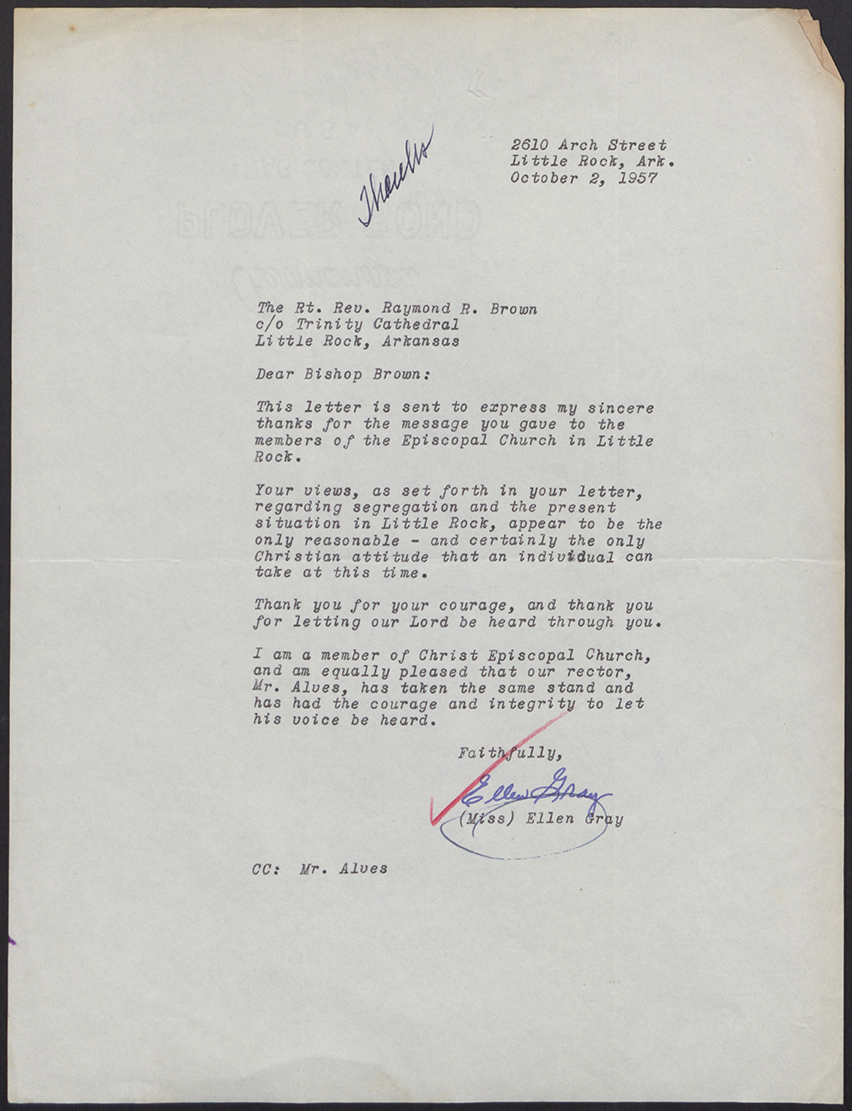 Thanks
2610 Arch Street
Little Rock, Ark.
October 2, 1957
The Rt. Rev. Raymond R. Brown
c/o Trinity Cathedral
Little Rock, Arkansas
Dear Bishop Brown:
This letter is sent to express my sincere
thanks for the message you gave to the
members of the Episcopal Church in Little
Rock.
Your views, as set forth in your letter,
regarding segregation and the present
situation in Little Rock, appear to be the
only reasonable - and certainly the only
Christian attitude that an individual can
take at this time.
Thank you for your courage, and thank you
for letting our Lord be heard through you.
I am a member of Christ Episcopal Church,
and am equally pleased that our rector,
Mr. Alves, has taken the same stand and
has had the courage and integrity to let
his voice be heard.
Faithfully,
Ellen Gray
(Miss) Ellen Gray
CC: Mr. Alves